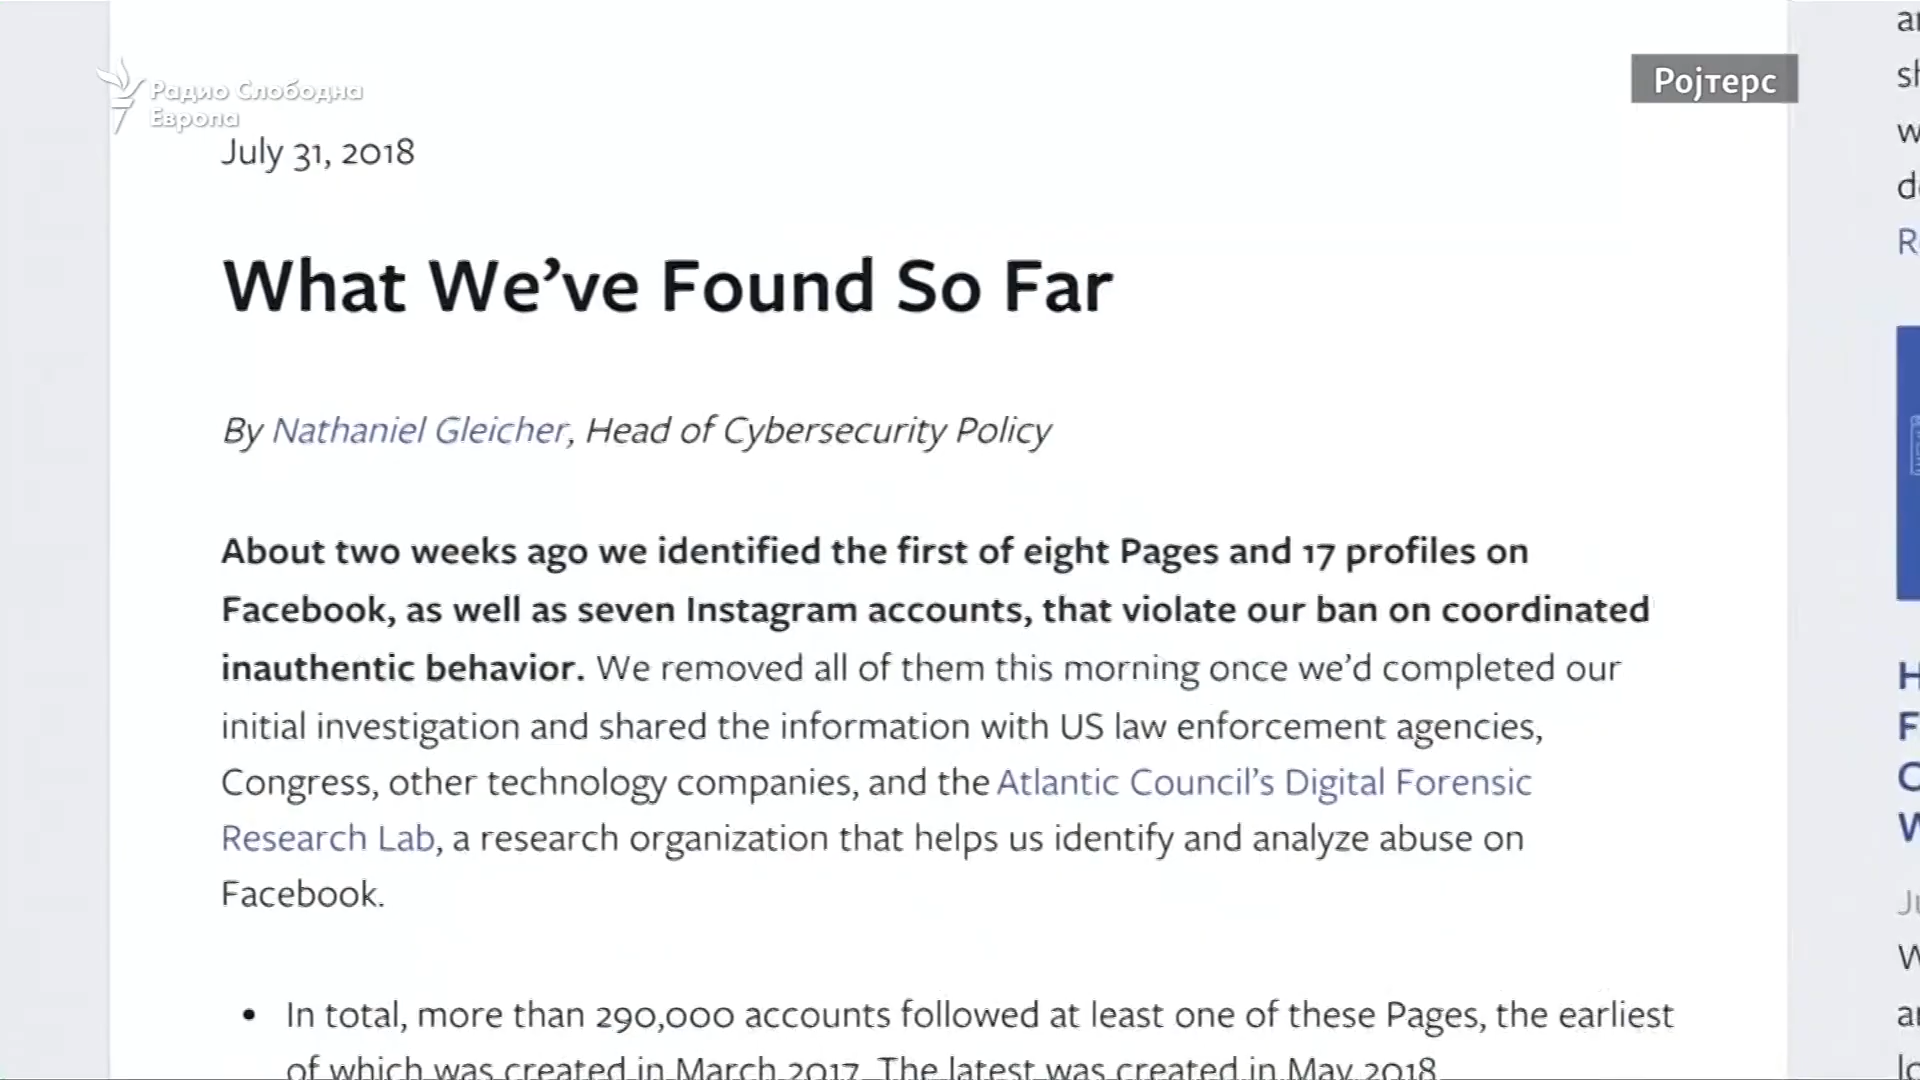 Радио Слободна
Европа
Ројтерс
July 31, 2018
What We've Found So Far
By Nathaniel Gleicher, Head of Cybersecurity Policy
About two weeks ago we identified the first of eight Pages and 17 profiles on
Facebook, as well as seven Instagram accounts, that violate our ban on coordinated
inauthentic behavior. We removed all of them this morning once we'd completed our
initial investigation and shared the information with US law enforcement agencies,
Congress, other technology companies, and the Atlantic Council's Digital Forensic
Research Lab, a research organization that helps us identify and analyze abuse on
Facebook.
• In total, more than 290,000 accounts followed at least one of these Pages, the earliest
of which was created in March 2017. The latest was created in May 2018.